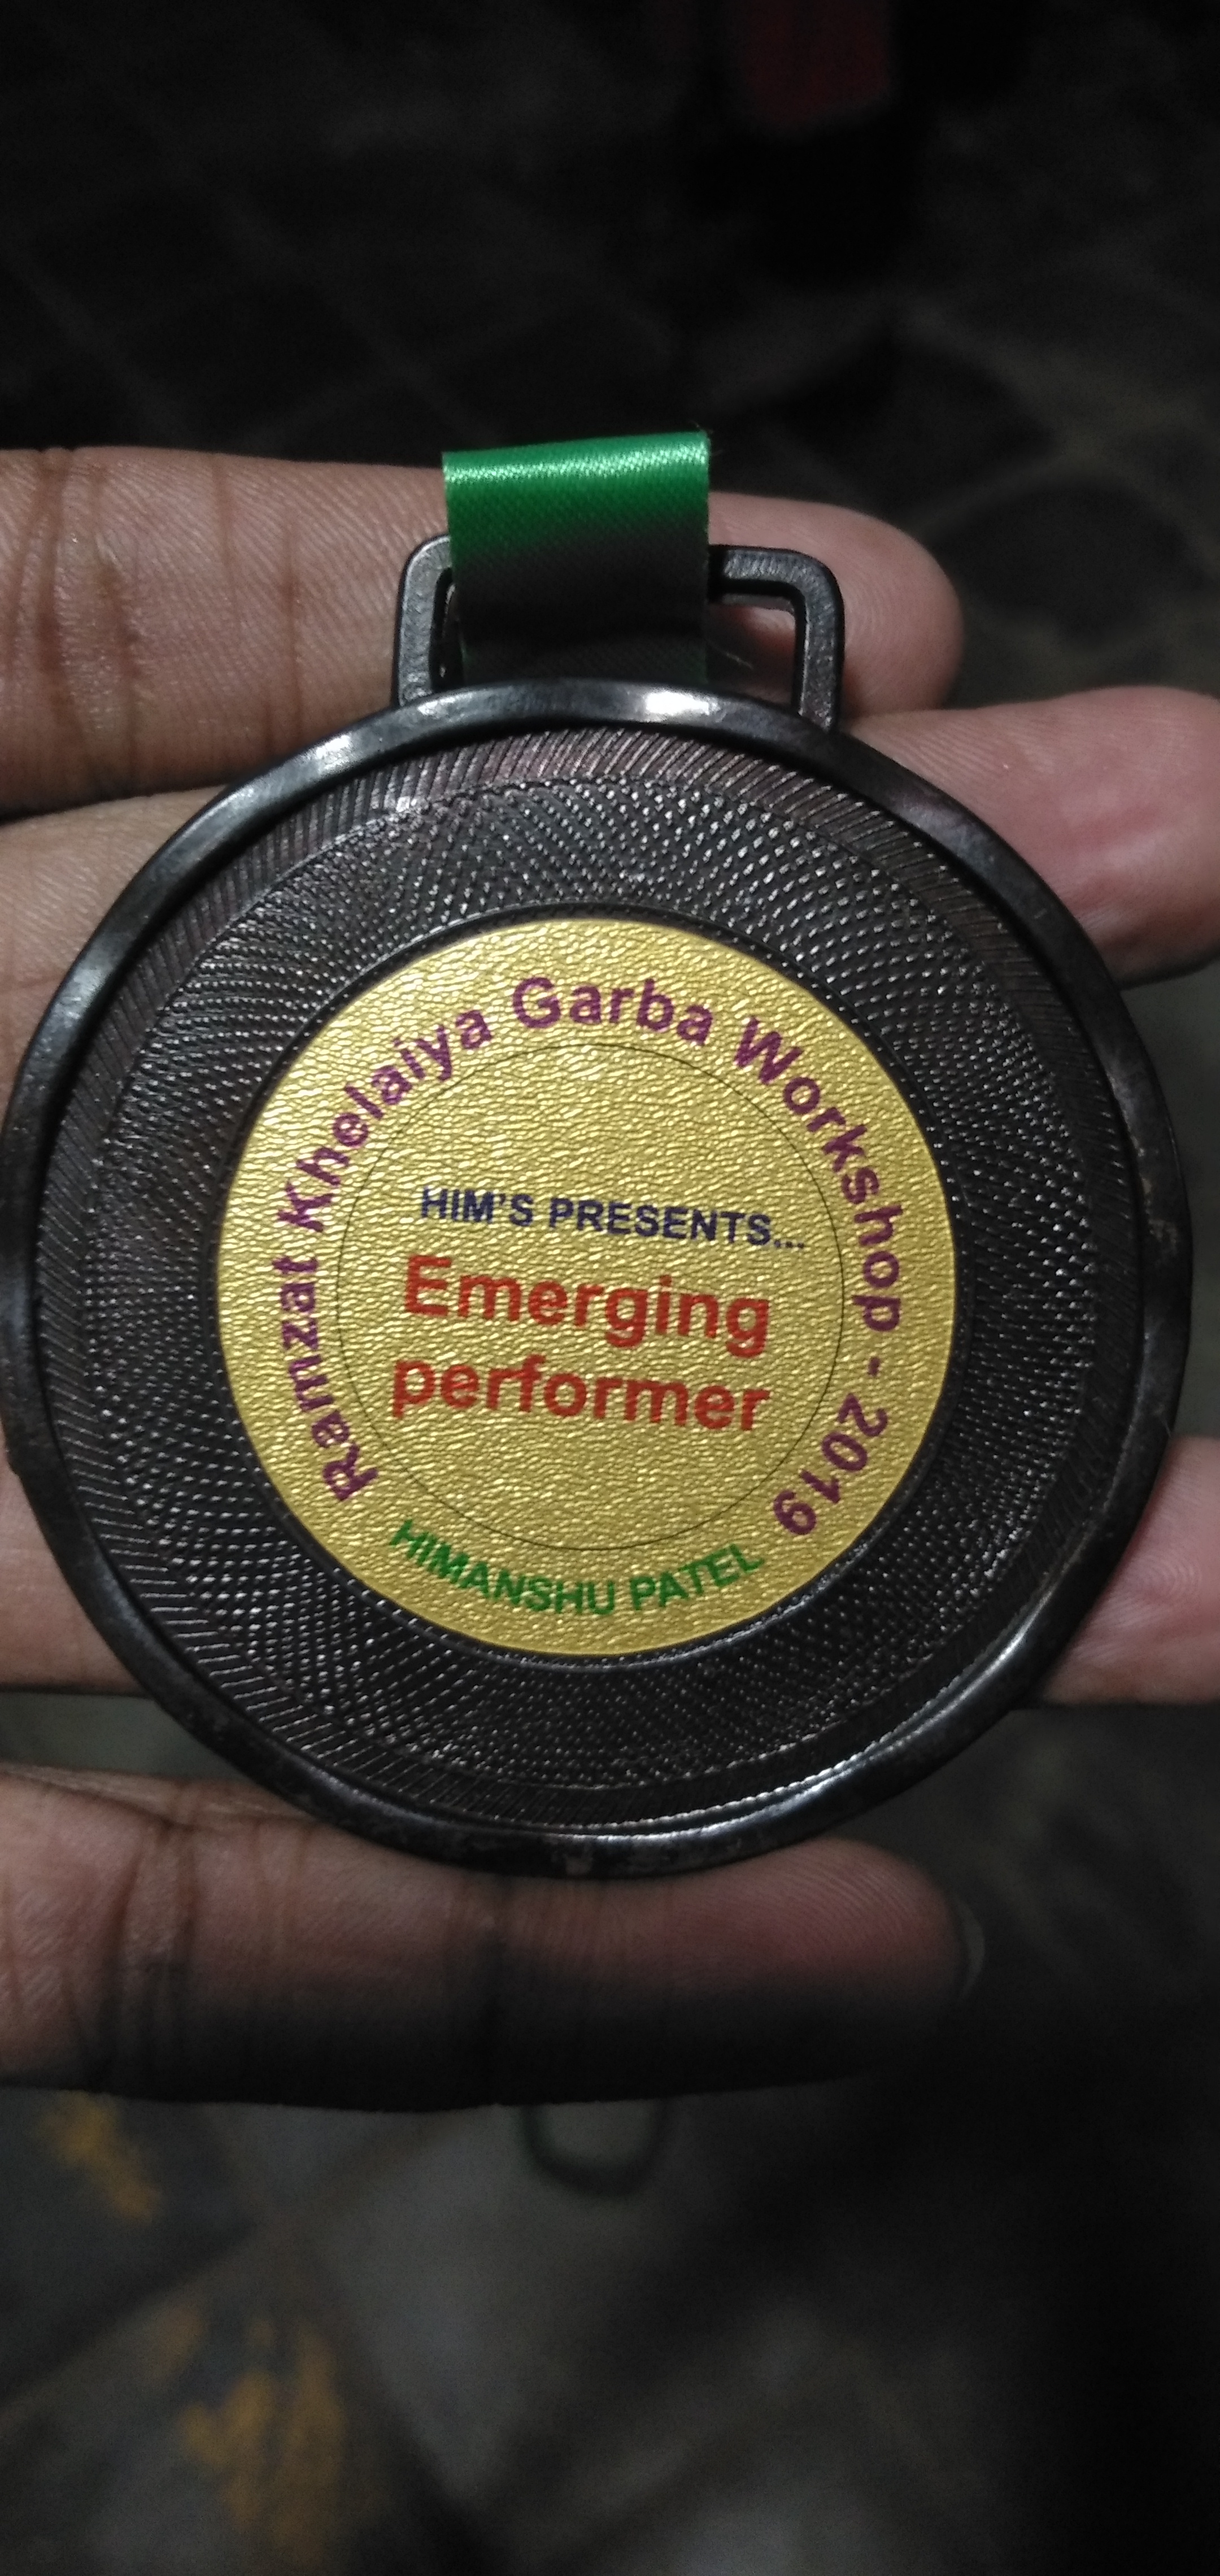 Ramzat Khelaiya Garba Workshop - 2019
HIM'S PRESENTS...
Emerging
performer
HIMANSHU PATEL